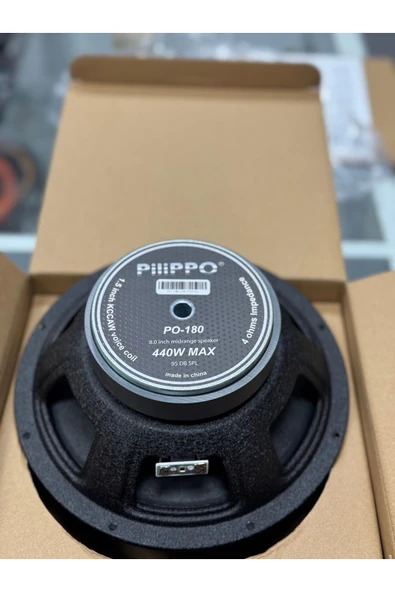 PiliPPO®
PO-180
8.0 inch midrange speaker
440W MAX
95 DB SPL
made in china
1.5 inch KCCAW voice coil
4 ohms Impedance